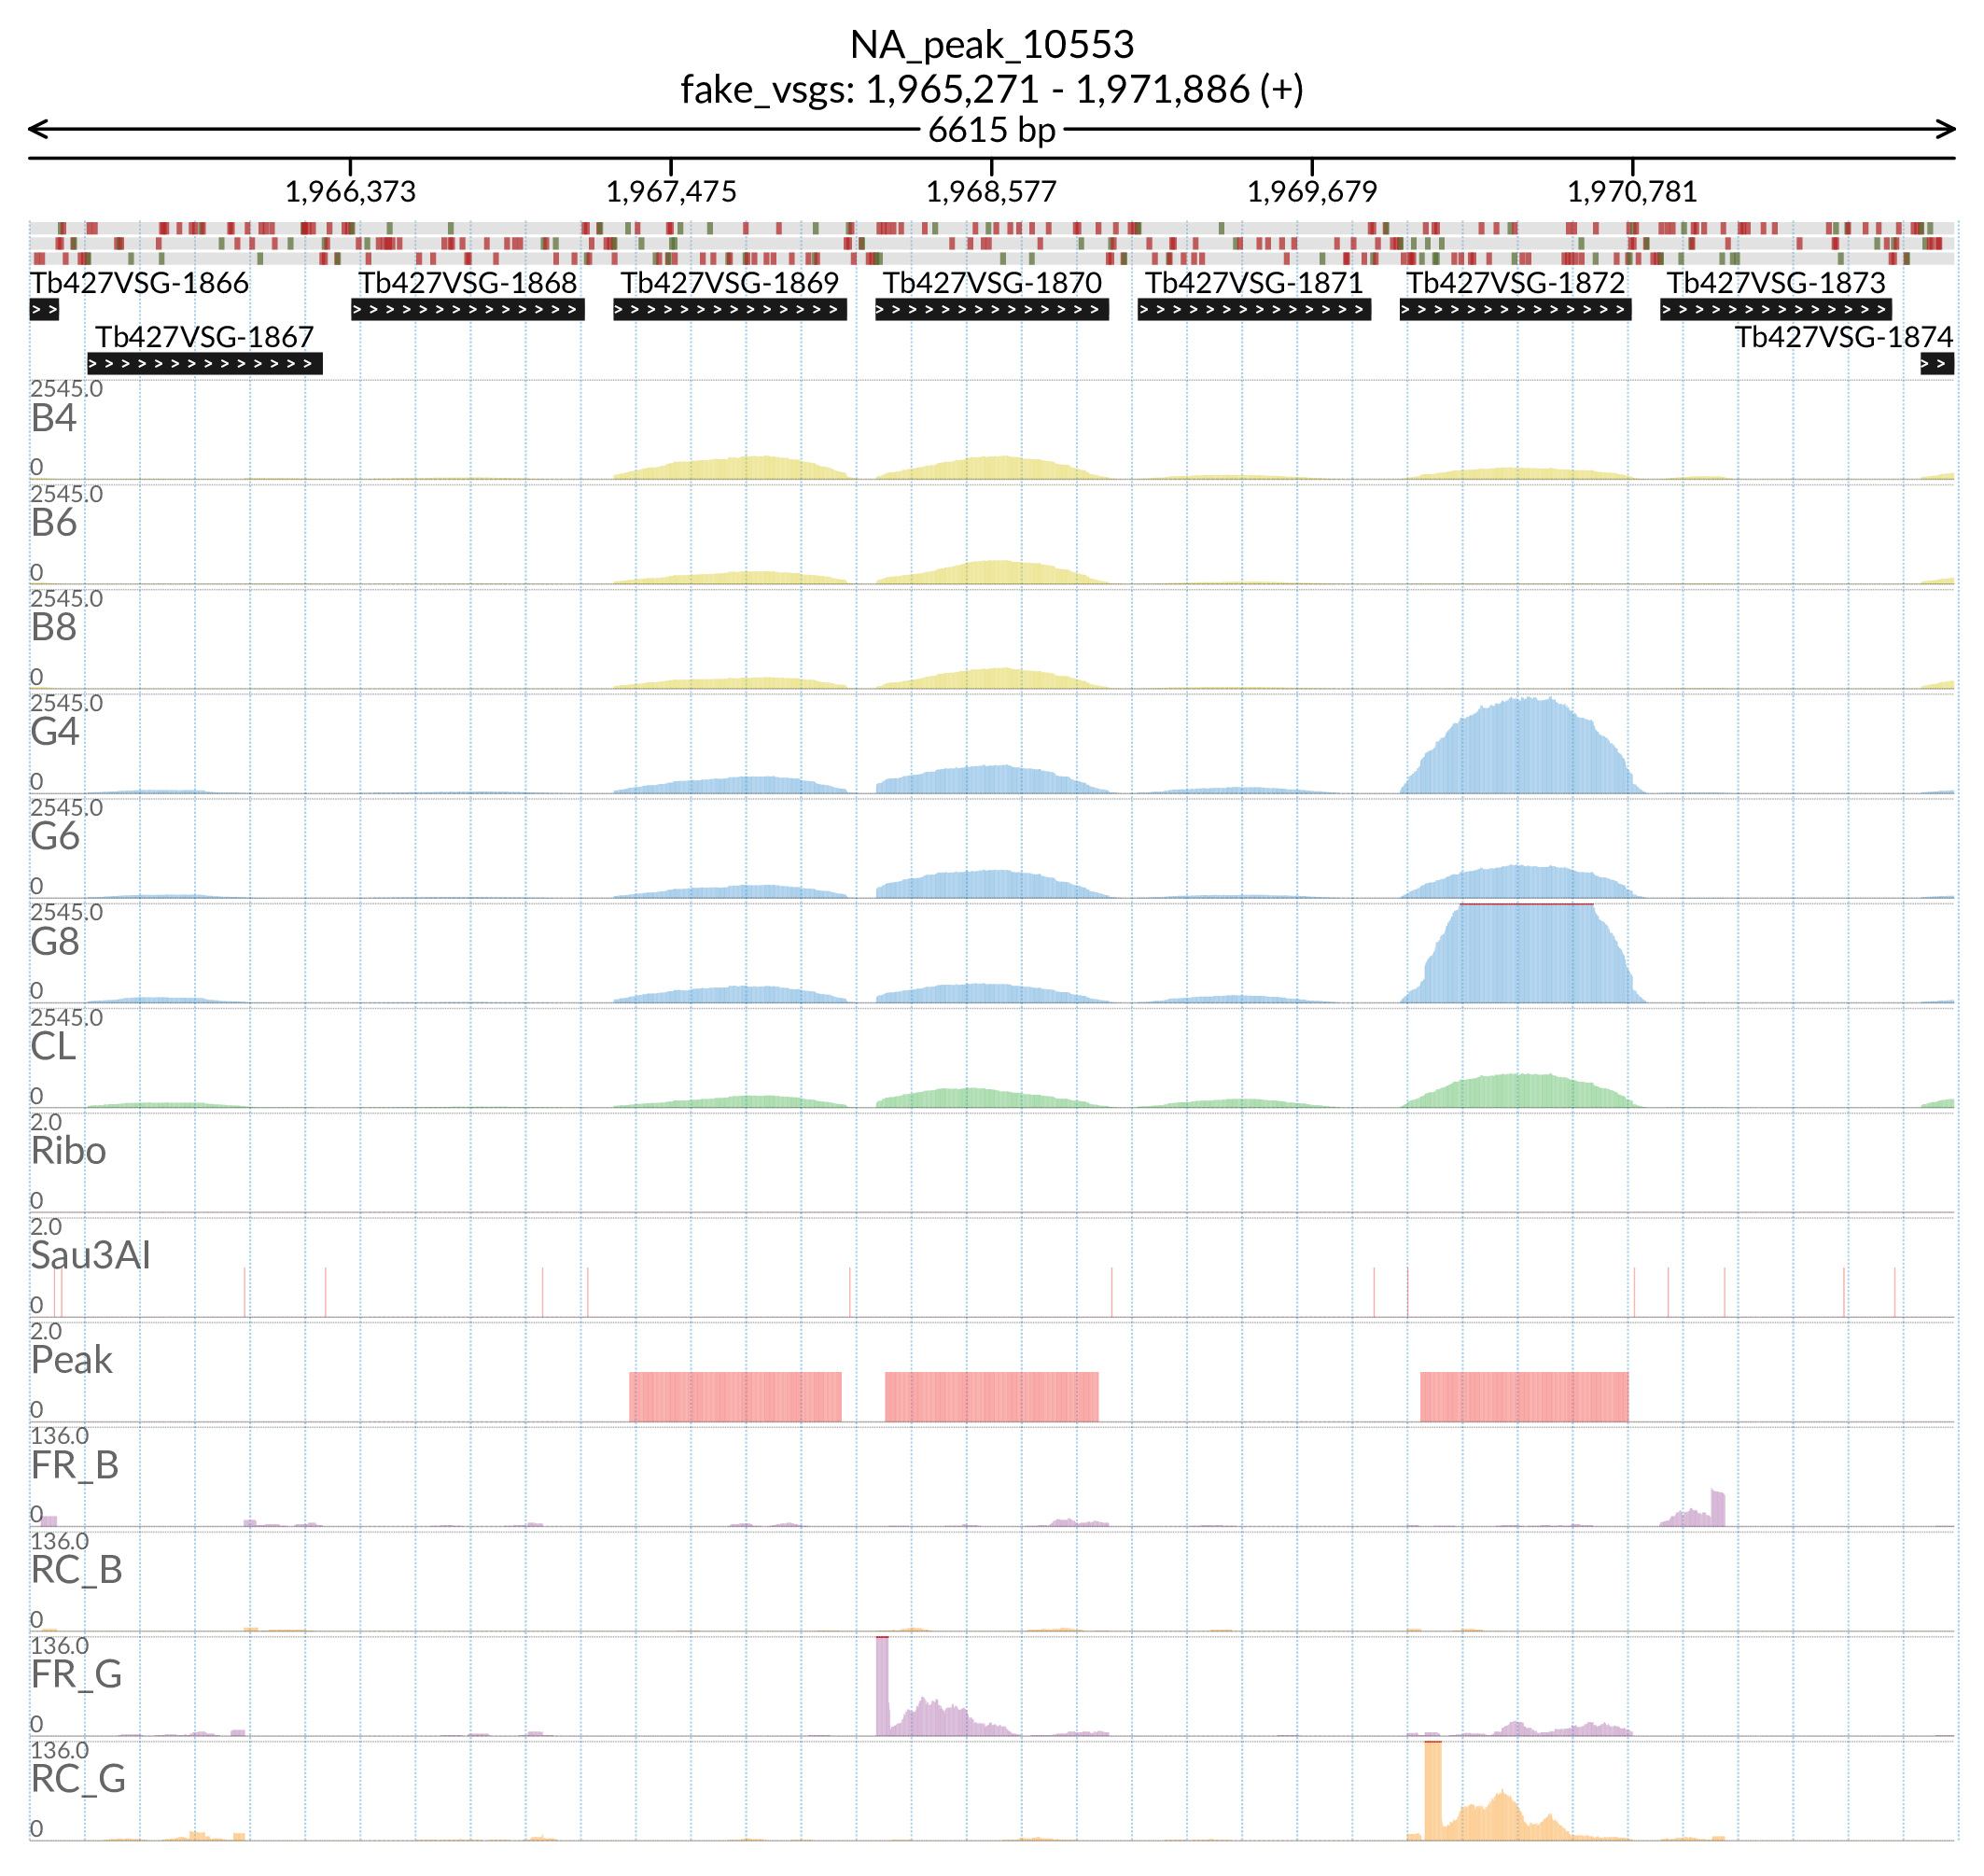 NA_peak_10553
fake_vsgs: 1,965,271 - 1,971,886 (+)
6615 bp
1,966,373 1,967,475 1,968,577 1,969,679 1,970,781
Tb427VSG-1866 Tb427VSG-1868 Tb427VSG-1869 Tb427VSG-1870 Tb427VSG-1871 Tb427VSG-1872 Tb427VSG-1873
Tb427VSG-1867 Tb427VSG-1874
2545.0
B4
0
2545.0
B6
0
2545.0
B8
0
2545.0
G4
0
2545.0
G6
0
2545.0
G8
0
2545.0
CL
0
2.0
Ribo
0
2.0
Sau3AI
0
2.0
Peak
0
136.0
FR_B
0
136.0
RC_B
0
136.0
FR_G
0
136.0
RC_G
0